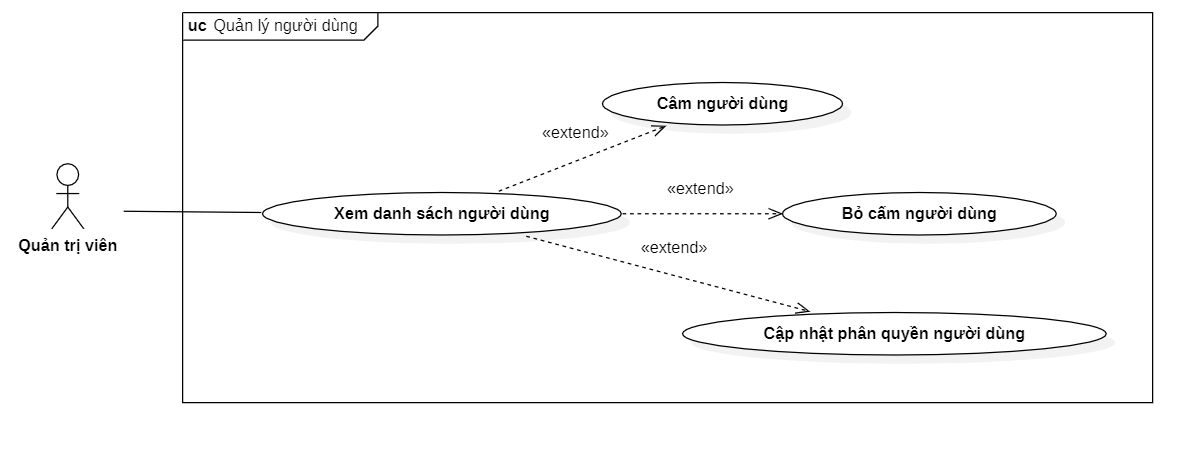 uc Quản lý người dùng
Câm người dùng
«extend»
«extend»
Quản trị viên
Xem danh sách người dùng
Bỏ cấm người dùng
«extend»
Cập nhật phân quyền người dùng